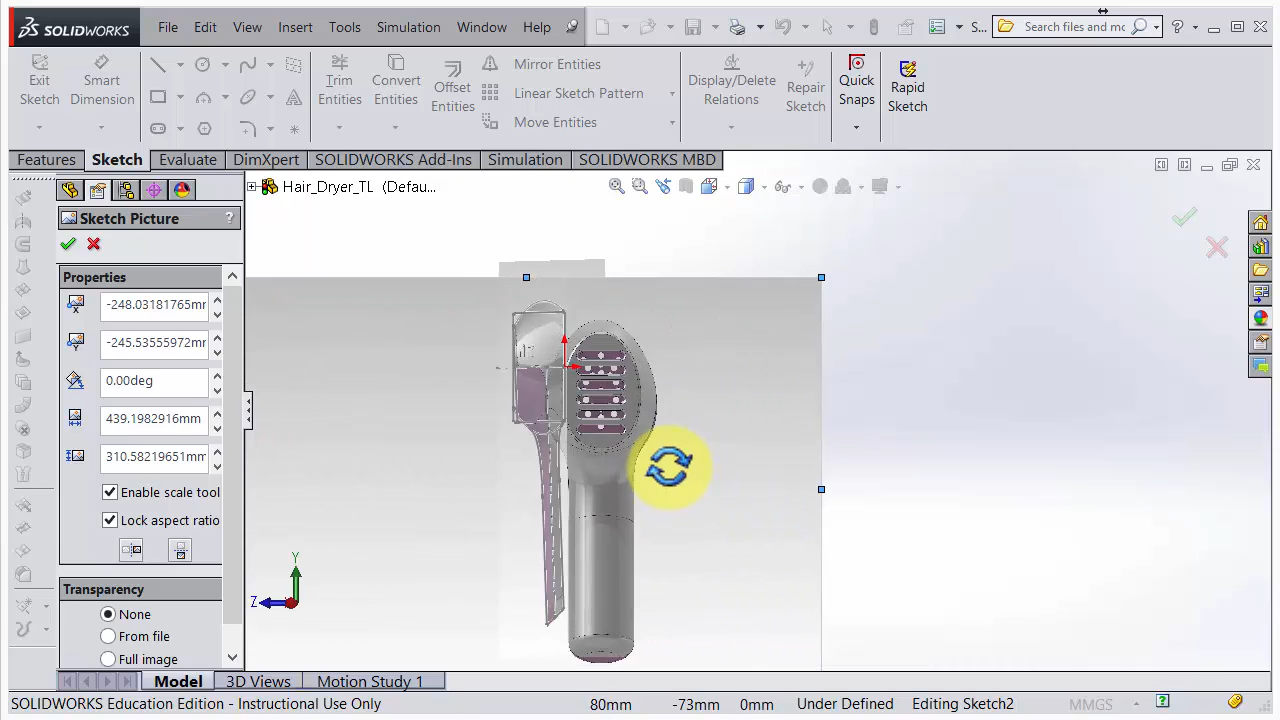 SOLIDWORKS File Edit View Insert Tools Simulation Window Help S... Search files and mc ?
Exit Sketch
Smart Dimension
Trim Entities
Convert Entities
Offset Entities
Mirror Entities
Linear Sketch Pattern
Move Entities
Display/Delete Relations
Repair Sketch
Quick Snaps
Rapid Sketch
Features Sketch Evaluate DimXpert SOLIDWORKS Add-Ins Simulation SOLIDWORKS MBD
Hair_Dryer_TL (Defau...
Sketch Picture ?
Properties
-248.03181765mr
-245.53555972mr
0.00deg
439.1982916mm
310.58219651mr
Enable scale tool
Lock aspect ratio
Transparency
None
From file
Full image
Y
Z
Model 3D Views Motion Study 1
SOLIDWORKS Education Edition - Instructional Use Only 80mm -73mm 0mm Under Defined Editing Sketch2 MMGS ?